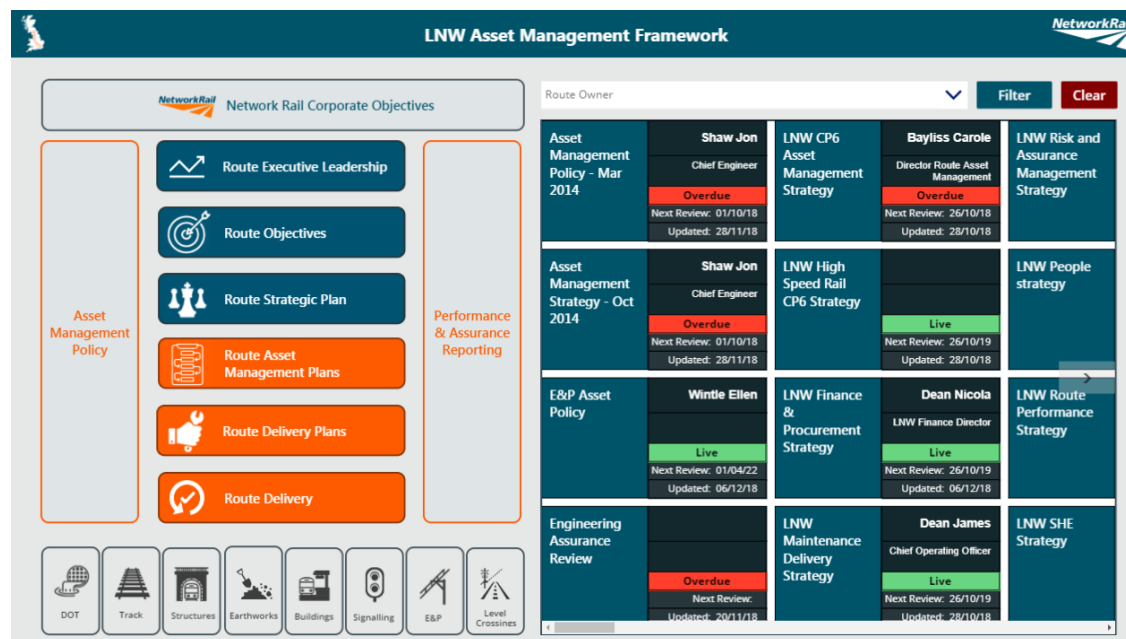 LNW Asset Management Framework
NetworkRa
NetworkRail
Network Rail Corporate Objectives
Asset
Management
Policy
Route Executive Leadership
Route Objectives
Route Strategic Plan
Route Asset
Management Plans
Route Delivery Plans
Route Delivery
Performance
& Assurance
Reporting
DOT
Track
Structures
Earthworks
Buildings
Signalling
E&P
Level
Crossings
Route Owner
Filter
Clear
Asset
Management
Policy - Mar
2014
Shaw Jon
Chief Engineer
Overdue
Next Review: 01/10/18
Updated: 28/11/18
LNW CP6
Asset
Management
Strategy
Bayliss Carole
Director Route Asset
Management
Overdue
Next Review: 26/10/18
Updated: 28/10/18
LNW Risk and
Assurance
Management
Strategy
Asset
Management
Strategy - Oct
2014
Shaw Jon
Chief Engineer
Overdue
Next Review: 01/10/18
Updated: 28/11/18
LNW High
Speed Rail
CP6 Strategy
Live
Next Review: 26/10/19
Updated: 28/10/18
LNW People
strategy
E&P Asset
Policy
Wintle Ellen
Live
Next Review: 01/04/22
Updated: 06/12/18
LNW Finance
&
Procurement
Strategy
Dean Nicola
LNW Finance Director
Live
Next Review: 26/10/19
Updated: 06/12/18
LNW Route
Performance
Strategy
Engineering
Assurance
Review
Overdue
Next Review:
Updated: 20/11/18
LNW
Maintenance
Delivery
Strategy
Dean James
Chief Operating Officer
Live
Next Review: 26/10/19
Updated: 28/10/18
LNW SHE
Strategy